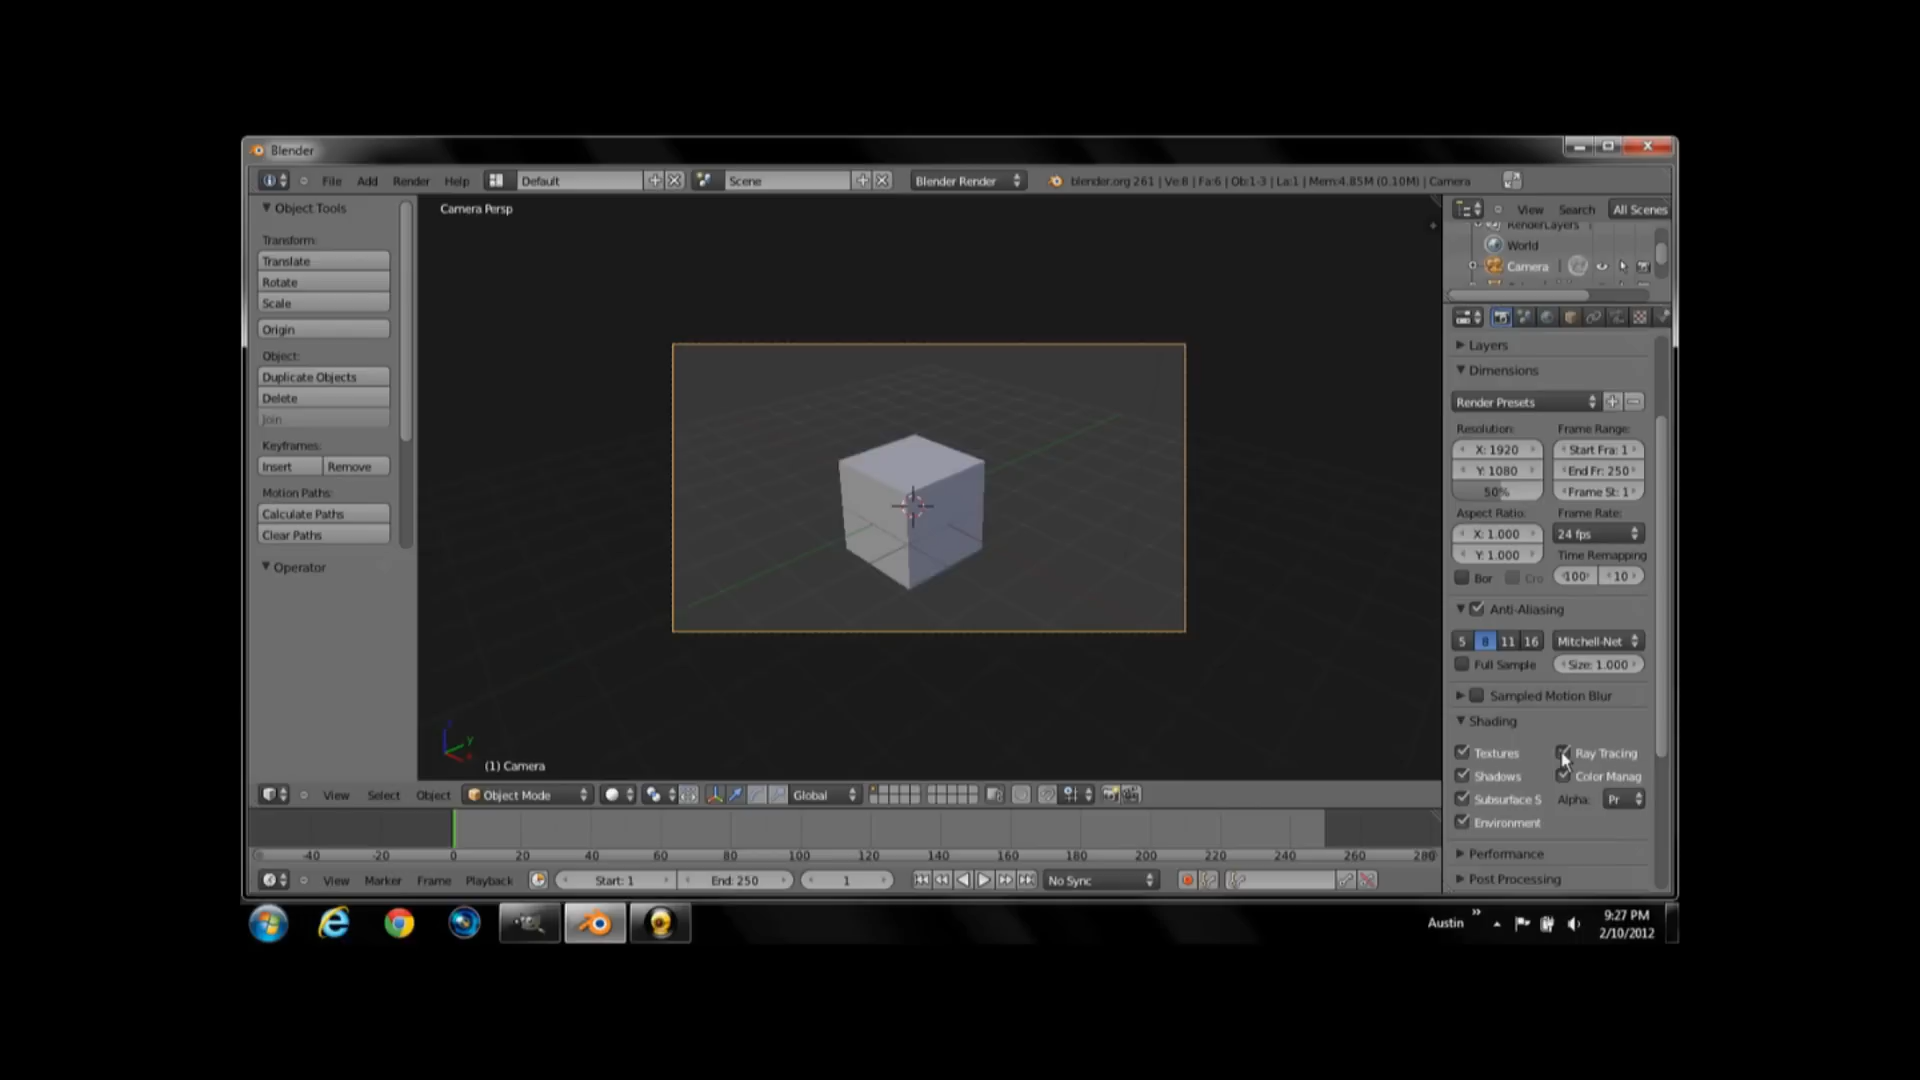 Blender
File Add Render Help Default Scene Blender Render blender.org 261 | Ve:8 | Fa:6 | Ob:1-3 | La:1 | Mem:4.85M (0.10M) | Camera
Object Tools
Transform:
Translate
Rotate
Scale
Origin
Object:
Duplicate Objects
Delete
Join
Keyframes:
Insert Remove
Motion Paths:
Calculate Paths
Clear Paths
Operator
Camera Persp
y
(1) Camera
View Select Object Object Mode Global
-40 -20 0 20 40 60 80 100 120 140 160 180 200 220 240 260 280
View Marker Frame Playback Start: 1 End: 250 1 No Sync
View Search All Scenes
RenderLayers
World
Camera
Layers
Dimensions
Render Presets
Resolution: Frame Range:
X: 1920 Start Fra: 1
Y: 1080 End Fr: 250
50% Frame St: 1
Aspect Ratio: Frame Rate:
X: 1.000 24 fps
Y: 1.000 Time Remapping
Bor Cro 100 10
Anti-Aliasing
5 8 11 16 Mitchell-Net
Full Sample Size: 1.000
Sampled Motion Blur
Shading
Textures Ray Tracing
Shadows Color Manag
Subsurface S Alpha: Pr
Environment
Performance
Post Processing
Austin 9:27 PM
2/10/2012